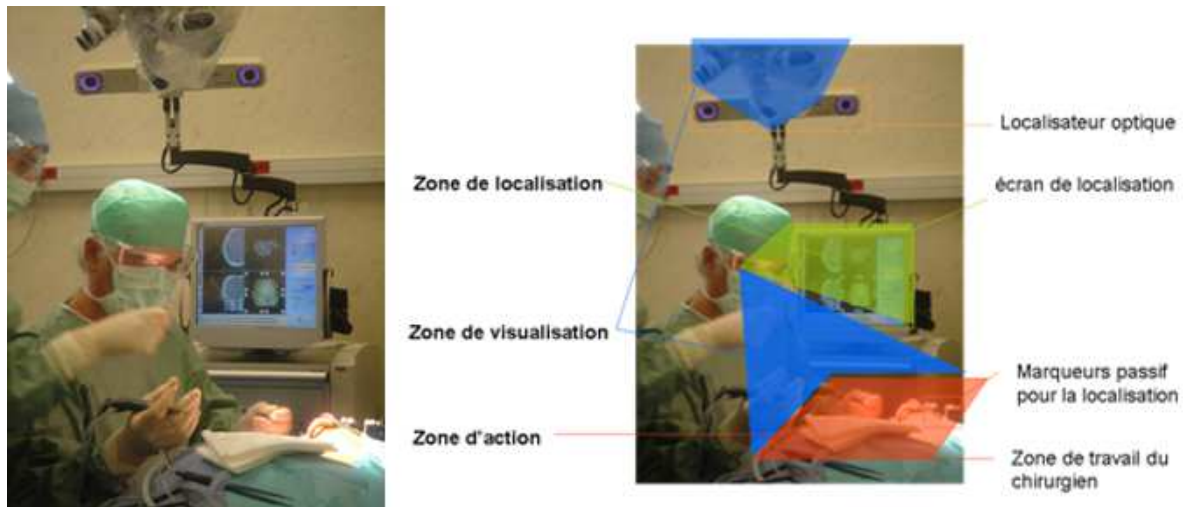 Localisateur optique
Zone de localisation
écran de localisation
Zone de visualisation
Marqueurs passif
pour la localisation
Zone d'action
Zone de travail du
chirurgien